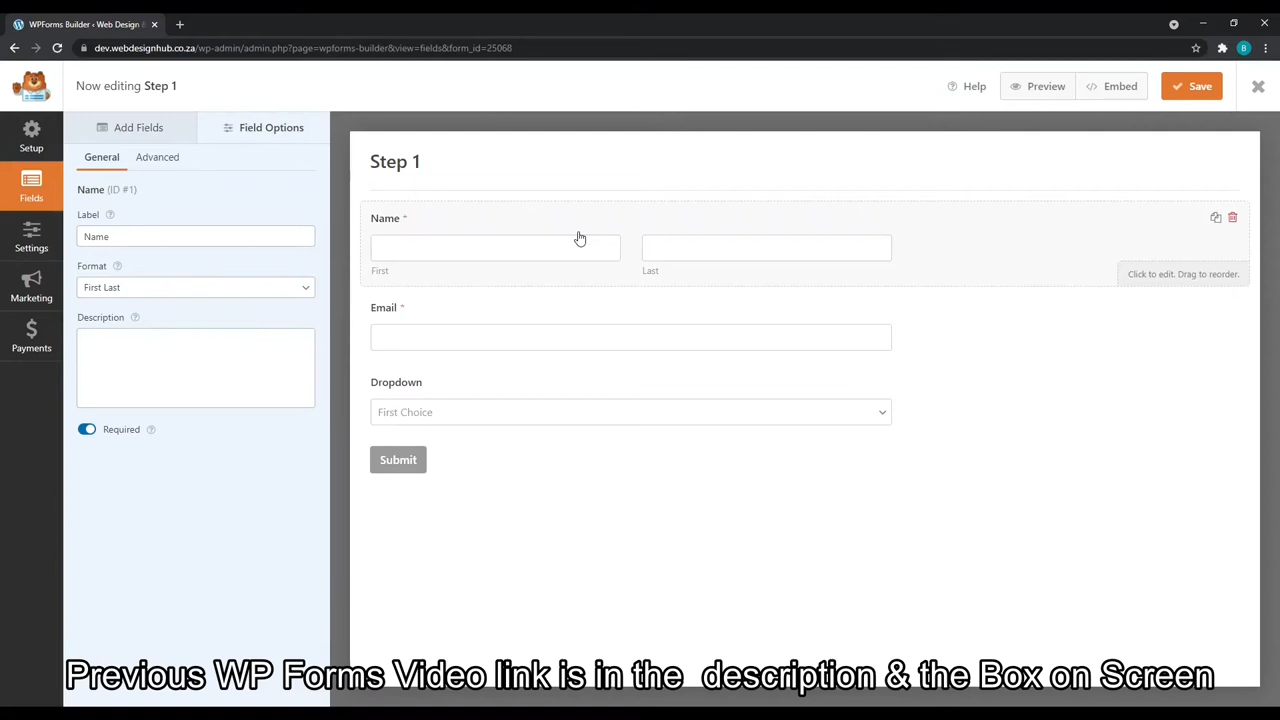 WPForms Builder ‹ Web Design
dev.webdesignhub.co.za/wp-admin/admin.php?page=wpforms-builder&view=fields&form_id=25068
B
Now editing Step 1
Help
Preview
Embed
Save
Setup
Fields
Settings
Marketing
Payments
Add Fields
Field Options
General
Advanced
Name (ID #1)
Label
Name
Format
First Last
Description
Required
Step 1
Name *
First
Last
Click to edit. Drag to reorder.
Email *
Dropdown
First Choice
Submit
Previous WP Forms Video link is in the description & the Box on Screen